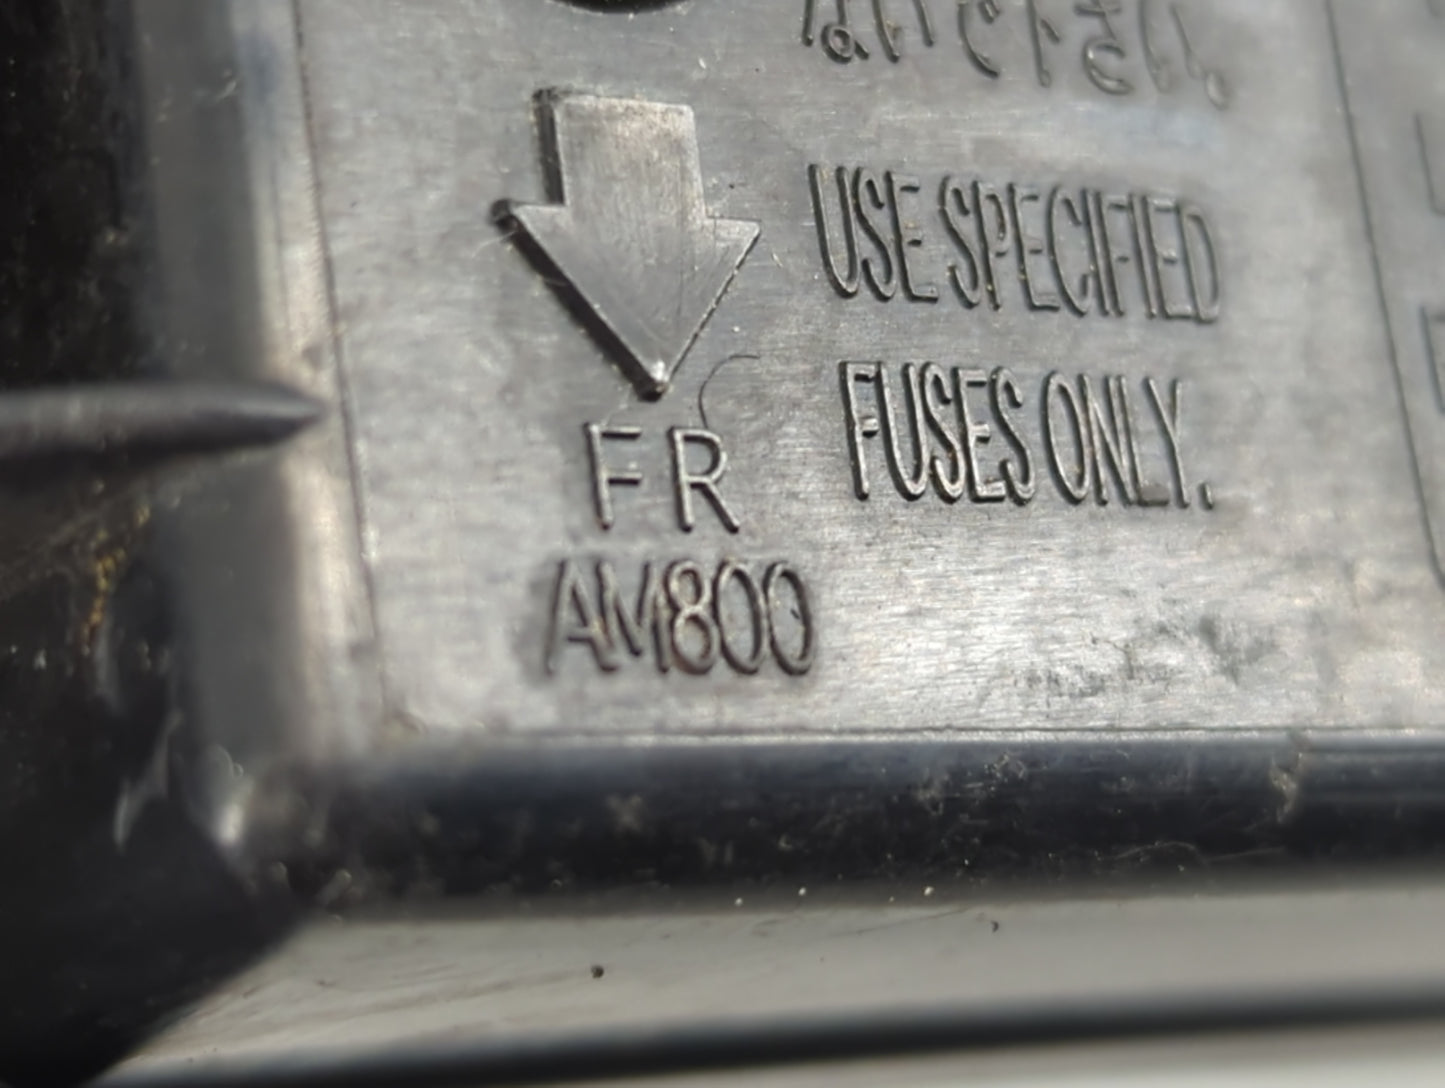 USE SPECIFIED
FUSES ONLY.
FR
AM800